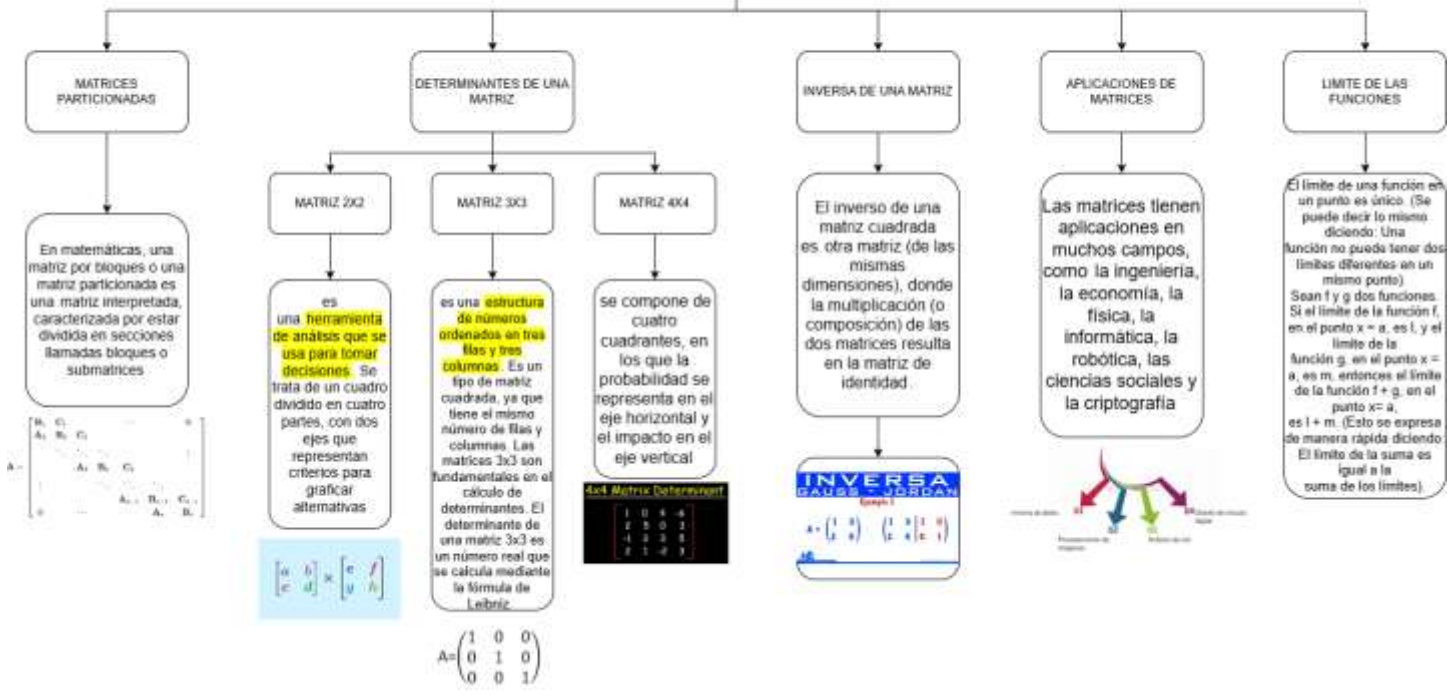 MATRICES
PARTICIONADAS
En matemáticas, una
matriz por bloques o una
matriz particionada es
una matriz interpretada,
caracterizada por estar
dividida en secciones
llamadas bloques o
submatrices
DETERMINANTES DE UNA
MATRIZ
MATRIZ 2X2
es
una herramienta
de análisis que se
usa para tomar
decisiones. Se
trata de un cuadro
dividido en cuatro
partes, con dos
ejes que
representan
criterios para
graficar
alternativas
[a b] × [e f]
[c d] [g h]
MATRIZ 3X3
es una estructura
de números
ordenados en tres
filas y tres
columnas. Es un
tipo de matriz
cuadrada, ya que
tiene el mismo
número de filas y
columnas. Las
matrices 3x3 son
fundamentales en el
cálculo de
determinantes. El
determinante de
una matriz 3x3 es
un número real que
se calcula mediante
la fórmula de
Leibniz
A=
1 0 0
0 1 0
0 0 1
MATRIZ 4X4
se compone de
cuatro
cuadrantes, en
los que la
probabilidad se
representa en el
eje horizontal y
el impacto en el
eje vertical
4x4 Matrix Determinant
INVERSA DE UNA MATRIZ
El inverso de una
matriz cuadrada
es otra matriz (de las
mismas
dimensiones), donde
la multiplicación (o
composición) de las
dos matrices resulta
en la matriz de
identidad.
INVERSA
GAUSS - JORDAN
APLICACIONES DE
MATRICES
Las matrices tienen
aplicaciones en
muchos campos,
como la ingeniería,
la economía, la
física, la
informática, la
robótica, las
ciencias sociales y
la criptografía
LIMITE DE LAS
FUNCIONES
El límite de una función en
un punto es único. (Se
puede decir lo mismo
diciendo: Una
función no puede tener dos
límites diferentes en un
mismo punto)
Sean f y g dos funciones.
Si el límite de la función f,
en el punto x = a, es l, y el
límite de la
función g, en el punto x =
a, es m, entonces el límite
de la función f + g, en el
punto x= a,
es l + m. (Esto se expresa
de manera rápida diciendo:
El límite de la suma es
igual a la
suma de los límites)